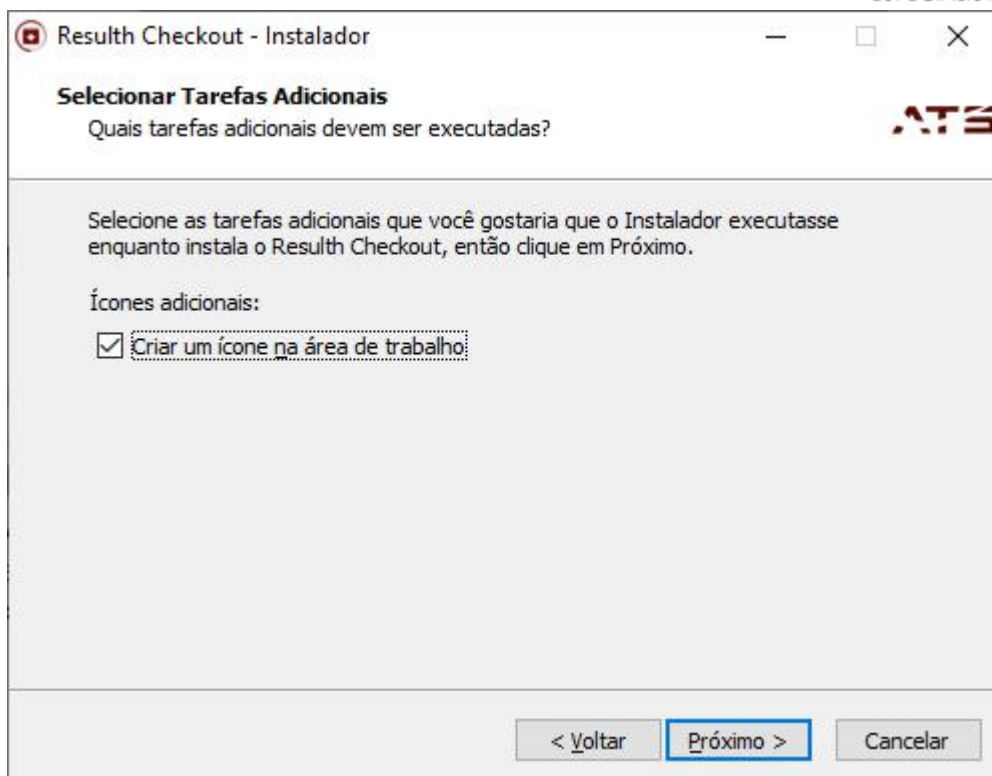 Resulth Checkout - Instalador
Selecionar Tarefas Adicionais
Quais tarefas adicionais devem ser executadas?
ATS
Selecione as tarefas adicionais que você gostaria que o Instalador executasse
enquanto instala o Resulth Checkout, então clique em Próximo.
Ícones adicionais:
Criar um ícone na área de trabalho
< Voltar
Próximo >
Cancelar